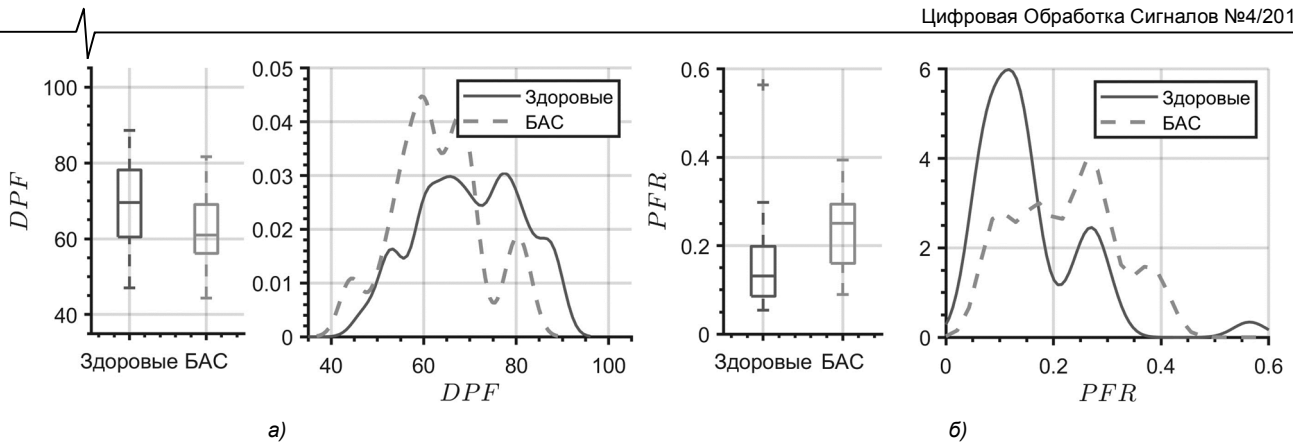 Цифровая Обработка Сигналов №4/201
100
80
60
40
DPF
Здоровые БАС
0.05
0.04
0.03
0.02
0.01
0
40 60 80 100
DPF
Здоровые
БАС
а)
0.6
0.4
0.2
0
PFR
Здоровые БАС
6
4
2
0
0 0.2 0.4 0.6
PFR
Здоровые
БАС
б)